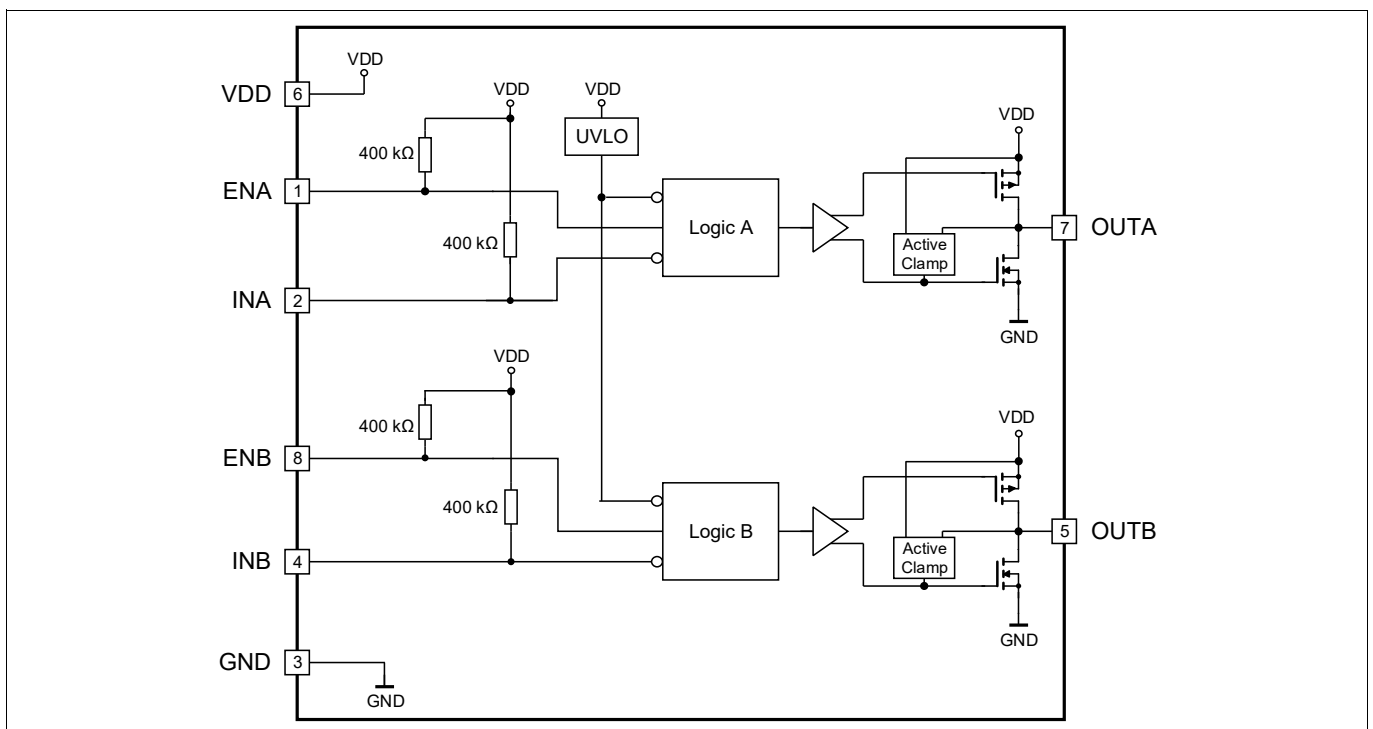 VDD
6
VDD
VDD
VDD
UVLO
400 kΩ
ENA
1
400 kΩ
INA
2
Logic A
VDD
Active
Clamp
7
OUTA
GND
VDD
400 kΩ
ENB
8
400 kΩ
INB
4
Logic B
VDD
Active
Clamp
5
OUTB
GND
GND
3
GND